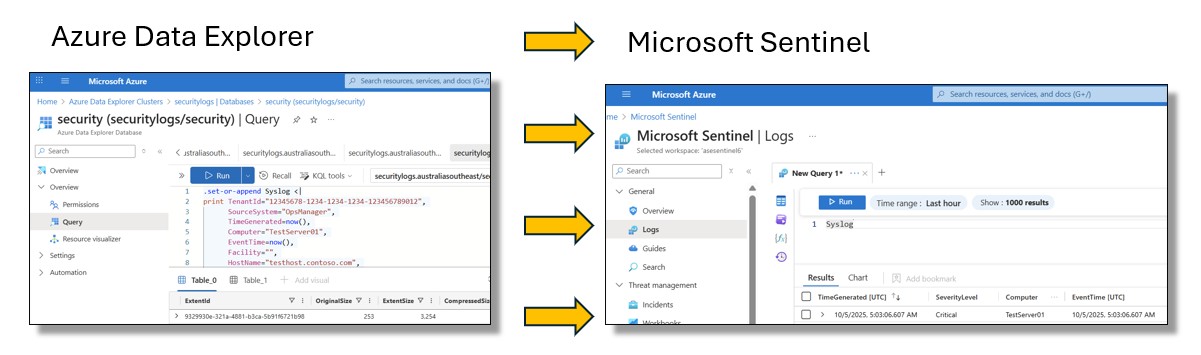 Azure Data Explorer
Microsoft Sentinel
Microsoft Azure
Search resources, services, and docs (G+/)
Home > Azure Data Explorer Clusters > securitylogs | Databases > security (securitylogs/security)
security (securitylogs/security) | Query
Azure Data Explorer Database
Search
Overview
Overview
Permissions
Query
Resource visualizer
Settings
Automation
ustraliasouth...
securitylogs.australiasouth...
securitylogs.australiasouth...
securitylog
Run
Recall
KQL tools
securitylogs.australiasoutheast/se
1 .set-or-append Syslog <|
2 print TenantId="12345678-1234-1234-1234-123456789012",
3 SourceSystem="OpsManager",
4 TimeGenerated=now(),
5 Computer="TestServer01",
6 EventTime=now(),
7 Facility="",
8 HostName="testhost.contoso.com",
Table_0
Table_1
Add visual
ExtentId OriginalSize ExtentSize CompressedSiz
9329930e-321a-4881-b3ca-5b91f6721b98 253 3,254
Microsoft Azure
Search resources, services, and docs (G+/)
me > Microsoft Sentinel
Microsoft Sentinel | Logs
Selected workspace: 'asesentinel6'
Search
General
Overview
Logs
Guides
Search
Threat management
Incidents
Workbooks
New Query 1*
Run
Time range : Last hour
Show : 1000 results
1 Syslog
Results
Chart
Add bookmark
TimeGenerated [UTC] SeverityLevel Computer EventTime [UTC]
10/5/2025, 5:03:06.607 AM Critical TestServer01 10/5/2025, 5:03:06.607 AM